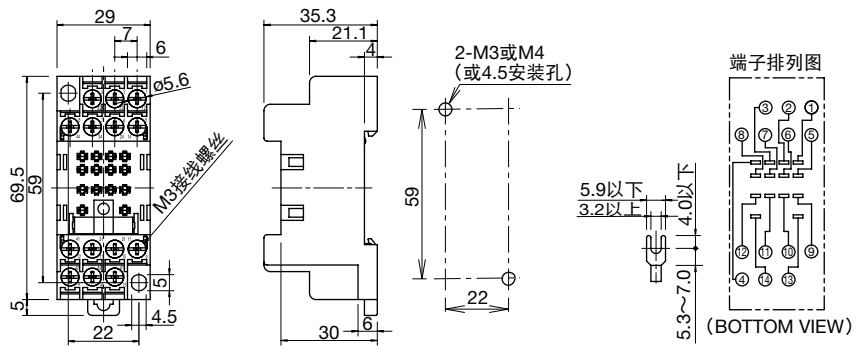 29
7
6
ø5.6
69.5
59
M3接线螺丝
5
5
4.5
22
35.3
21.1
4
6
30
2-M3或M4
（或4.5安装孔）
59
22
5.9以下
3.2以上
4.0以下
5.3～7.0
端子排列图
③ ② ①
⑧ ⑦ ⑥ ⑤
⑫ ⑪ ⑩ ⑨
④ ⑭ ⑬
（BOTTOM VIEW）